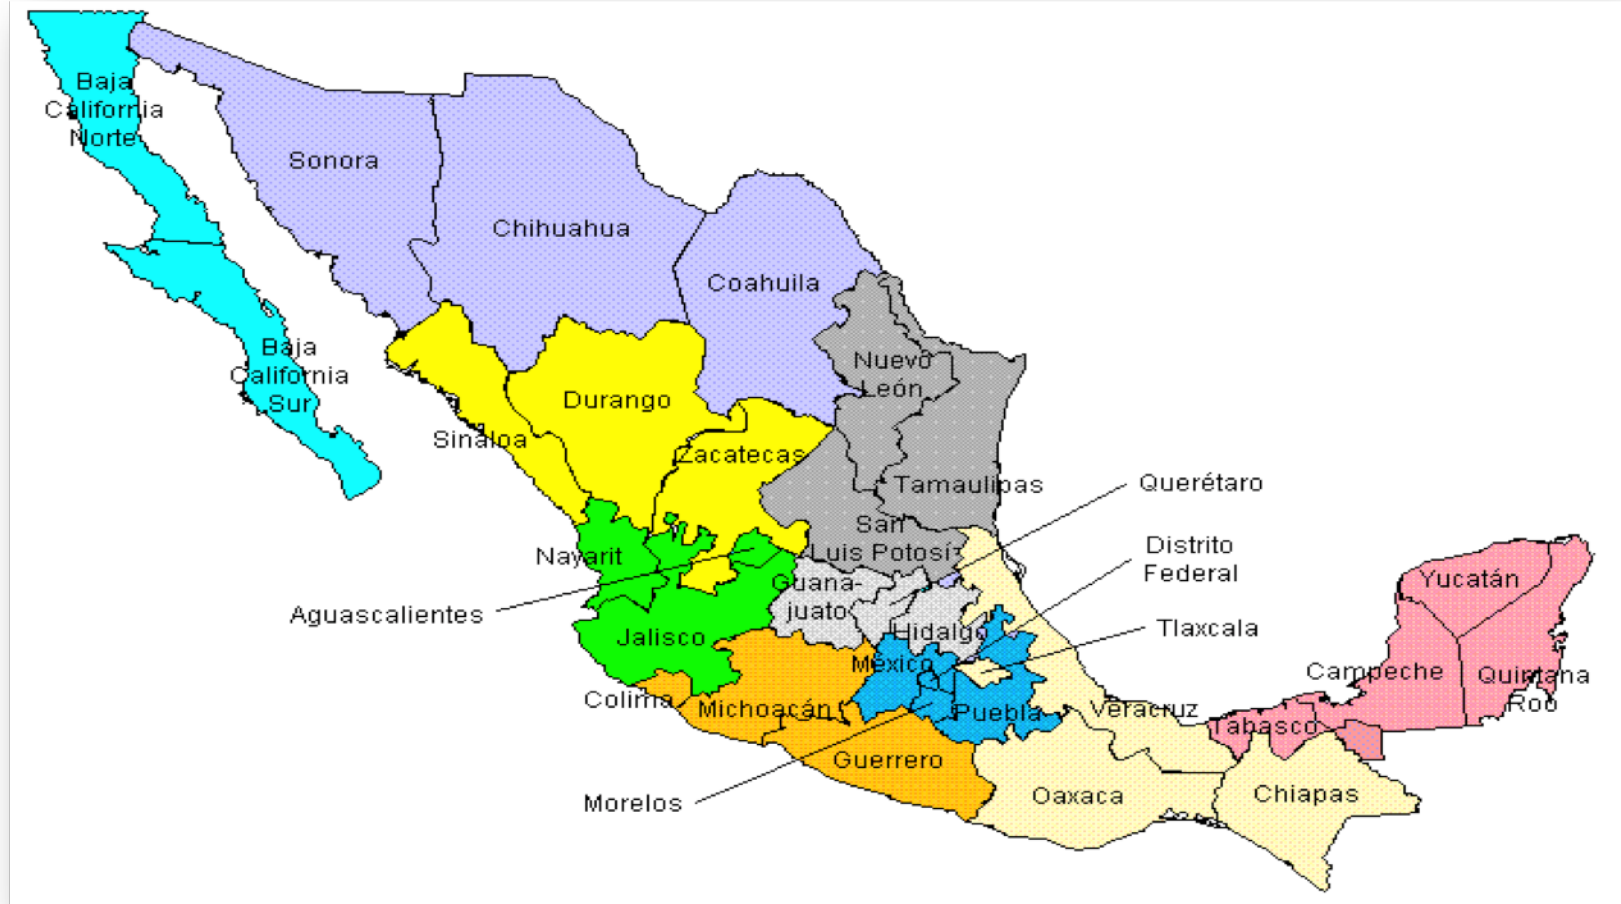 Baja
California
Norte
Sonora
Chihuahua
Coahuila
Baja
California
Sur
Nuevo
León
Durango
Sinaloa
Zacatecas
Tamaulipas
Querétaro
San
Luis Potosí
Distrito
Federal
Nayarit
Guana-
juato
Yucatán
Aguascalientes
Jalisco
Hidalgo
Tlaxcala
México
Campeche
Quintana
Roo
Colima
Michoacán
Puebla
Veracruz
Tabasco
Guerrero
Morelos
Oaxaca
Chiapas